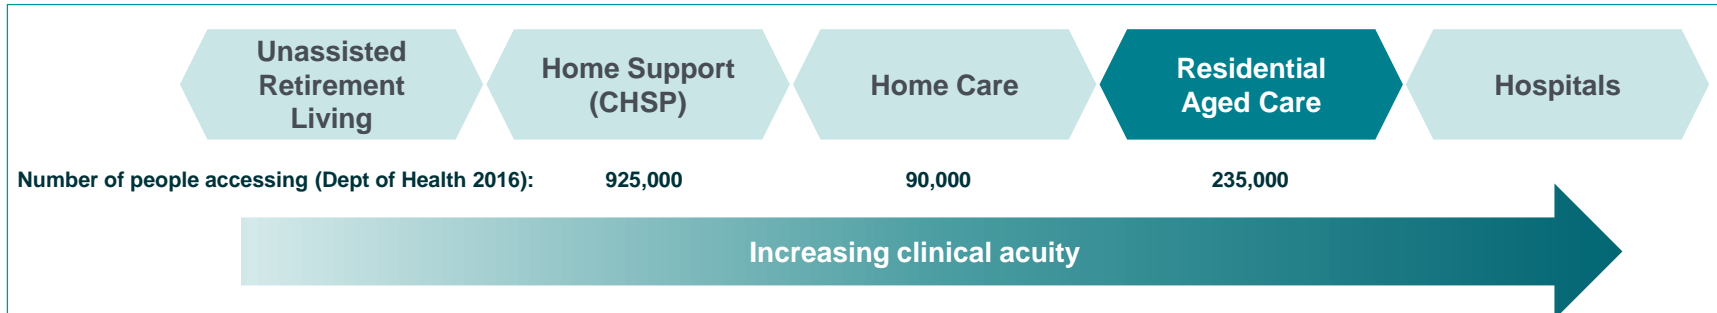 Unassisted
Retirement
Living
Home Support
(CHSP)
Home Care
Residential
Aged Care
Hospitals
Number of people accessing (Dept of Health 2016): 925,000 90,000 235,000
Increasing clinical acuity